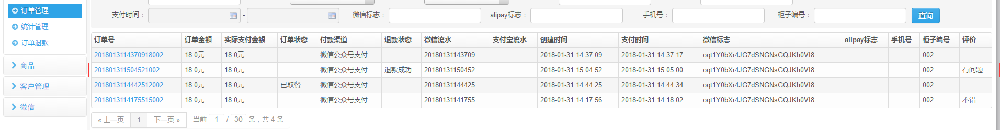 订单管理
统计管理
订单退款
商品
客户管理
微信
支付时间： - 微信标志： alipay标志： 手机号： 柜子编号： 查询
订单号 订单金额 实际支付金额 订单状态 付款渠道 退款状态 微信流水 支付宝流水 创建时间 支付时间 微信标志 alipay标志 手机号 柜子编号 评价
2018013114370918002 18.0元 18.0元 微信公众号支付 20180131143709 2018-01-31 14:37:09 2018-01-31 14:37:17 oqt1Y0bXr4JG7dSNGNsGQJKh0VI8 002
201801311504521002 18.0元 18.0元 微信公众号支付 退款成功 20180131150452 2018-01-31 15:04:52 2018-01-31 15:05:00 oqt1Y0bXr4JG7dSNGNsGQJKh0VI8 002 有问题
2018013114442512002 18.0元 18.0元 已取餐 微信公众号支付 20180131144425 2018-01-31 14:44:25 2018-01-31 14:44:34 oqt1Y0bXr4JG7dSNGNsGQJKh0VI8 002
2018013114175515002 18.0元 18.0元 微信公众号支付 20180131141755 2018-01-31 14:17:56 2018-01-31 14:18:02 oqt1Y0bXr4JG7dSNGNsGQJKh0VI8 002 不错
« 上一页 1 下一页 » 当前 1 / 30 条，共 4 条